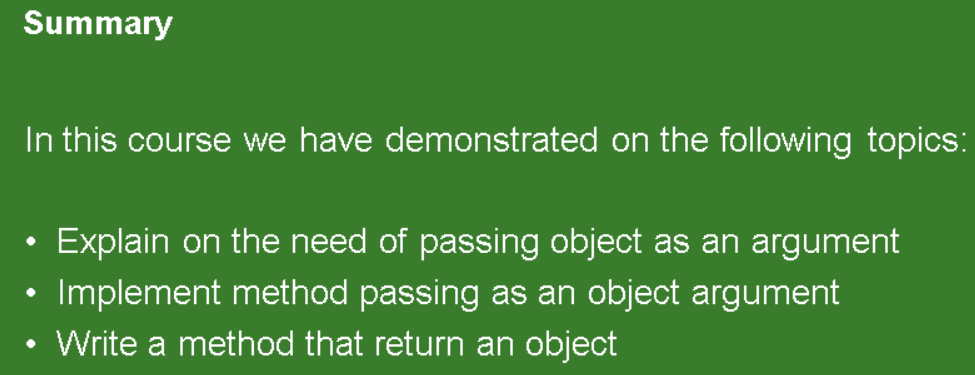 Summary
In this course we have demonstrated on the following topics:
• Explain on the need of passing object as an argument
• Implement method passing as an object argument
• Write a method that return an object